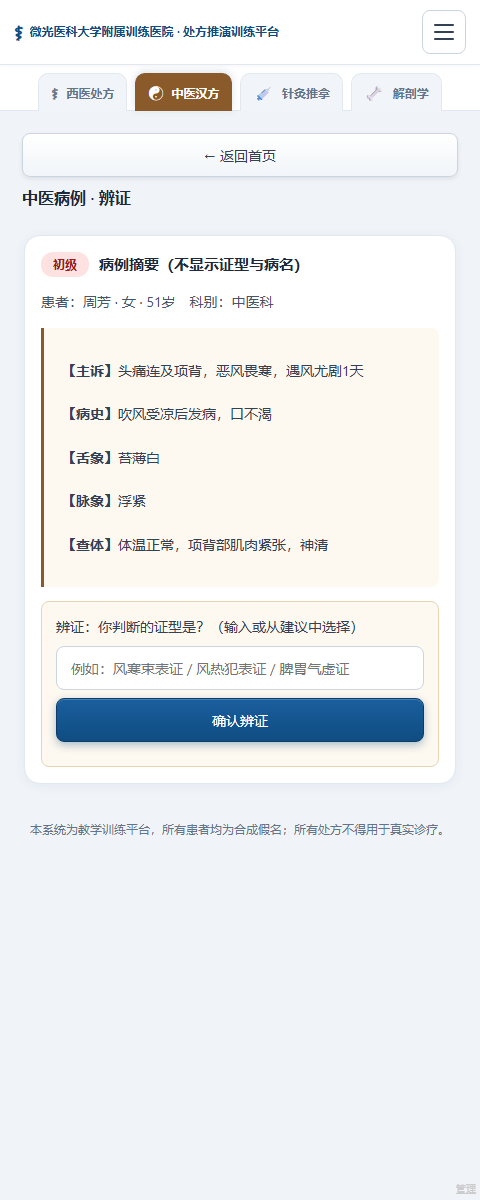 微光医科大学附属训练医院 · 处方推演训练平台
西医处方
中医汉方
针灸推拿
解剖学
← 返回首页
中医病例 · 辨证
初级 病例摘要（不显示证型与病名）
患者：周芳 · 女 · 51岁 科别：中医科
【主诉】头痛连及项背，恶风畏寒，遇风尤剧1天
【病史】吹风受凉后发病，口不渴
【舌象】苔薄白
【脉象】浮紧
【查体】体温正常，项背部肌肉紧张，神清
辨证：你判断的证型是？（输入或从建议中选择）
例如：风寒束表证 / 风热犯表证 / 脾胃气虚证
确认辨证
本系统为教学训练平台，所有患者均为合成假名；所有处方不得用于真实诊疗。
管理